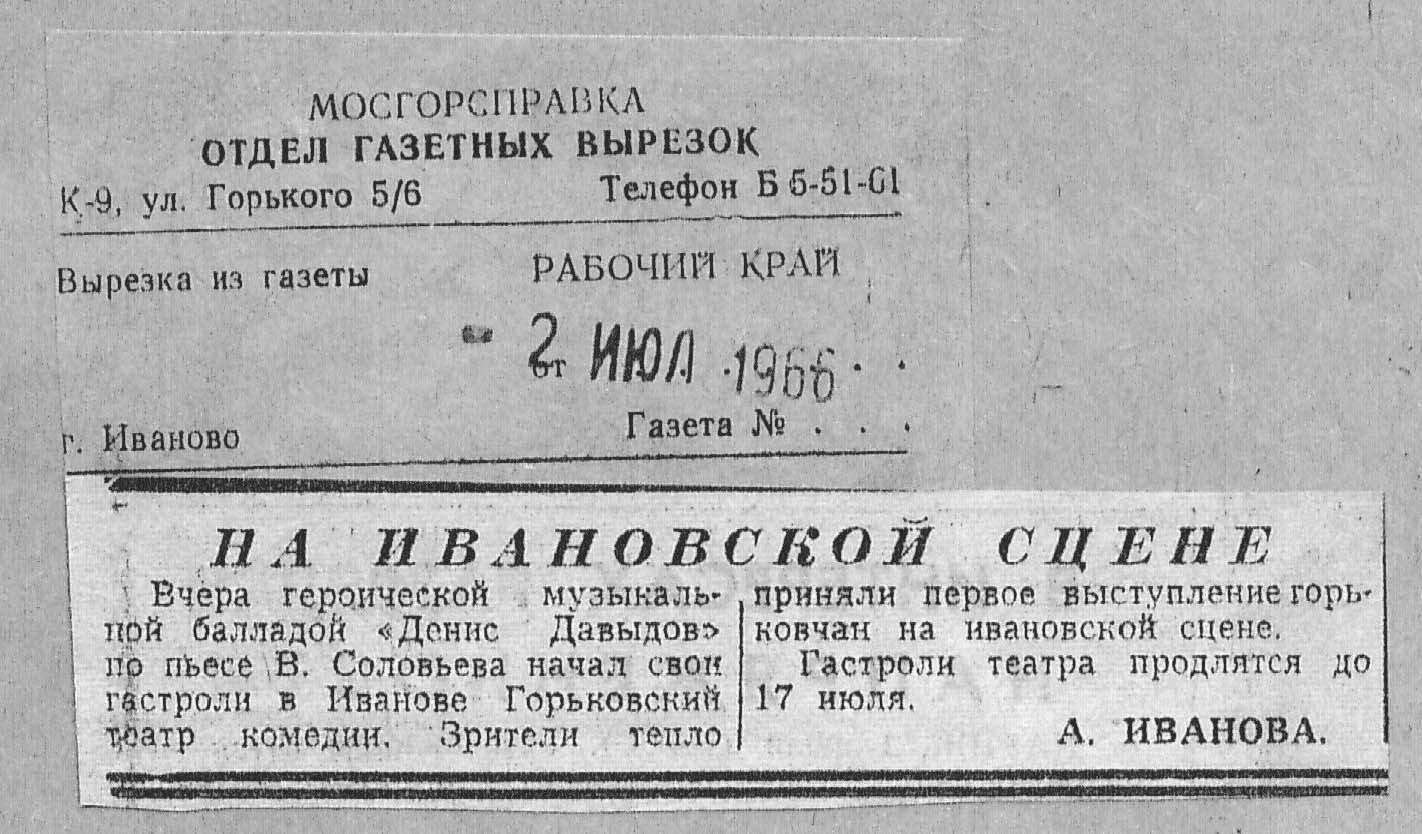 МОСГОРСПРАВКА
ОТДЕЛ ГАЗЕТНЫХ ВЫРЕЗОК
К-9, ул. Горького 5/6 Телефон Б 5-51-61
Вырезка из газеты РАБОЧИЙ КРАЙ
- 2 ИЮЛ 1966 . .
от
г. Иваново Газета № . . .
НА ИВАНОВСКОЙ СЦЕНЕ
Вчера героической музыкаль-
ной балладой «Денис Давыдов»
по пьесе В. Соловьева начал свои
гастроли в Иванове Горьковский
театр комедии. Зрители тепло
приняли первое выступление горь-
ковчан на ивановской сцене.
Гастроли театра продлятся до
17 июля.
А. ИВАНОВА.